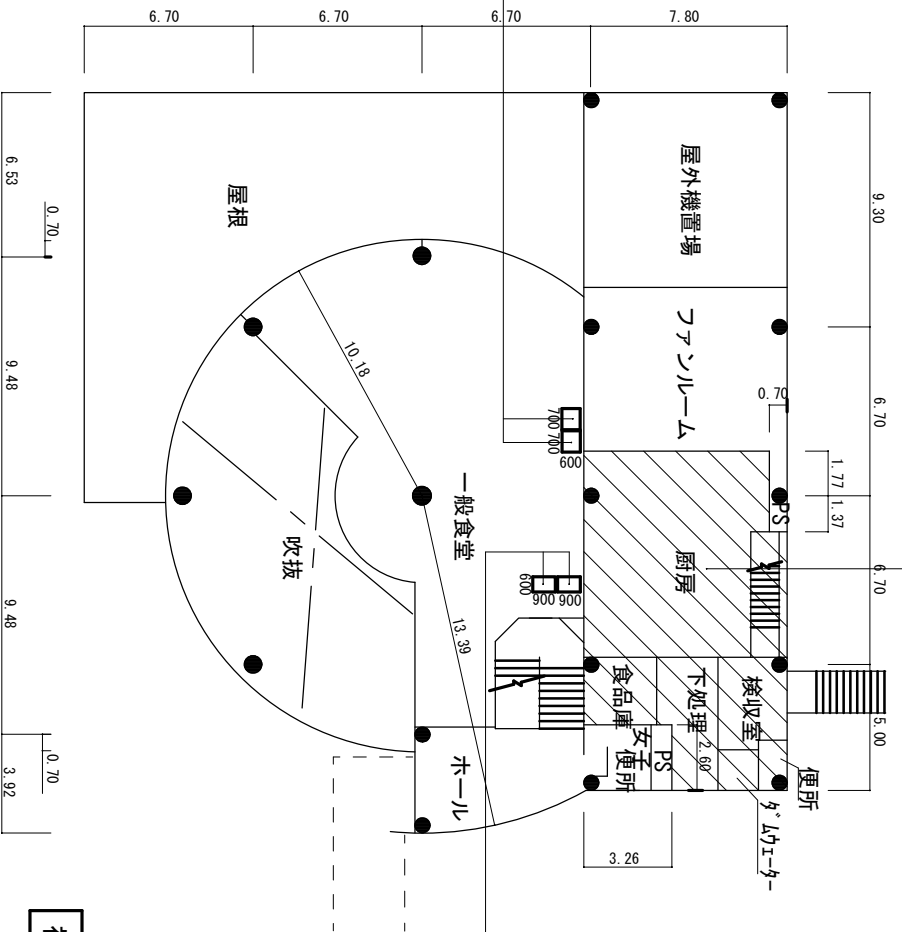 6.70
6.70
6.70
7.80
屋外機置場
9.30
屋根
6.53
0.70
ファンルーム
10.18
0.70
6.70
700
700
600
1.77
9.48
一般食堂
PS
1.37
吹抜
厨房
6.70
600
900
900
9.48
13.39
食品庫
下処理
検収室
5.00
女子
便所
PS
2.60
便所
ホール
0.70
3.92
ダムウェーター
3.26